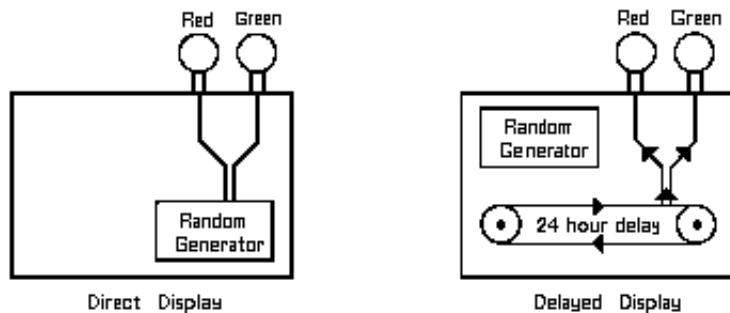 Red Green
Random
Generator
Direct Display
Red Green
Random
Generator
24 hour delay
Delayed Display